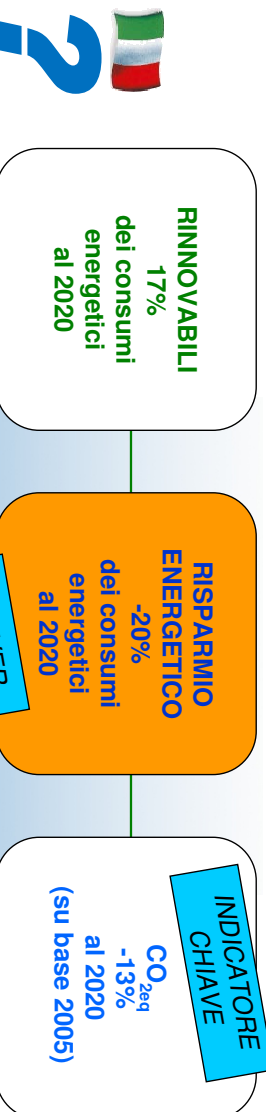 ?
RINNOVABILI
17%
dei consumi
energetici
al 2020
RISPARMIO
ENERGETICO
-20%
dei consumi
energetici
al 2020
INDICATORE
CHIAVE
CO2eq
-13%
al 2020
(su base 2005)